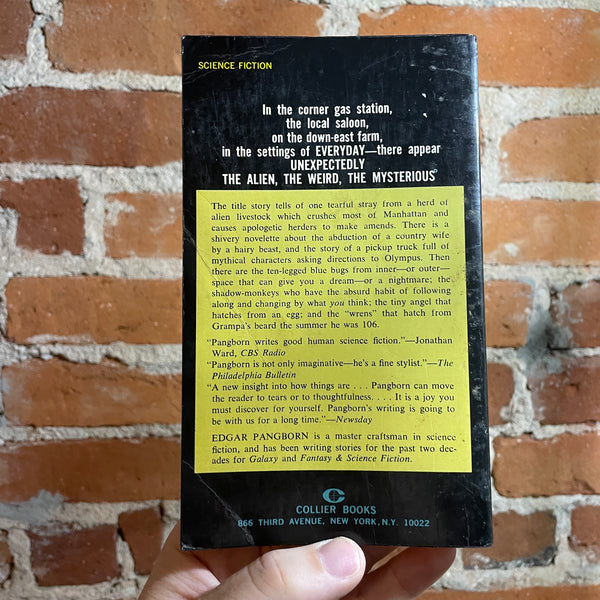 SCIENCE FICTION
In the corner gas station,
the local saloon,
on the down-east farm,
in the settings of EVERYDAY—there appear
UNEXPECTEDLY
THE ALIEN, THE WEIRD, THE MYSTERIOUS
The title story tells of one tearful stray from a herd of
alien livestock which crushes most of Manhattan and
causes apologetic herders to make amends. There is a
shivery novelette about the abduction of a country wife
by a hairy beast, and the story of a pickup truck full of
mythical characters asking directions to Olympus. Then
there are the ten-legged blue bugs from inner—or outer—
space that can give you a dream—or a nightmare; the
shadow-monkeys who have the absurd habit of following
along and changing by what you think; the tiny angel that
hatches from an egg; and the “wrens” that hatch from
Grampa's beard the summer he was 106.
“Pangborn writes good human science fiction.”—Jonathan
Ward, CBS Radio
“Pangborn is not only imaginative—he's a fine stylist.”—The
Philadelphia Bulletin
“A new insight into how things are . . . Pangborn can move
the reader to tears or to thoughtfulness. . . . It is a joy you
must discover for yourself. Pangborn's writing is going to
be with us for a long time.”—Newsday
EDGAR PANGBORN is a master craftsman in science
fiction, and has been writing stories for the past two dec-
ades for Galaxy and Fantasy & Science Fiction.
COLLIER BOOKS
866 THIRD AVENUE, NEW YORK, N.Y. 10022